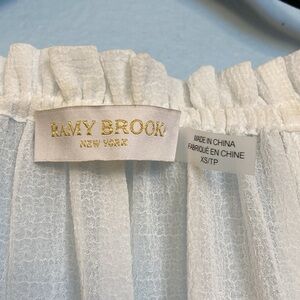 RAMY BROOK
NEW YORK
MADE IN CHINA
FABRIQUÉ EN CHINE
XS/TP